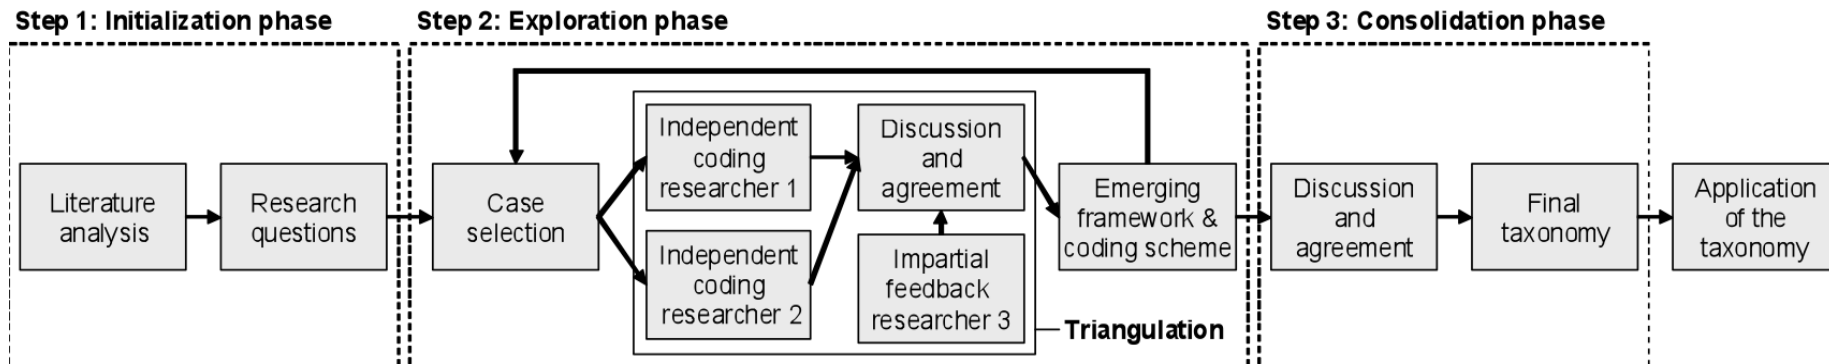 Step 1: Initialization phase
Step 2: Exploration phase
Step 3: Consolidation phase
Literature
analysis
Research
questions
Case
selection
Independent
coding
researcher 1
Independent
coding
researcher 2
Discussion
and
agreement
Impartial
feedback
researcher 3
Triangulation
Emerging
framework &
coding scheme
Discussion
and
agreement
Final
taxonomy
Application
of the
taxonomy